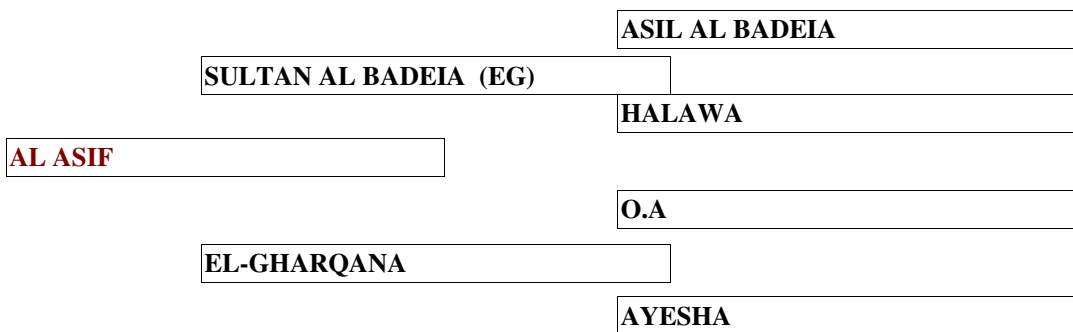 ASIL AL BADEIA
SULTAN AL BADEIA (EG)
HALAWA
AL ASIF
O.A
EL-GHARQANA
AYESHA